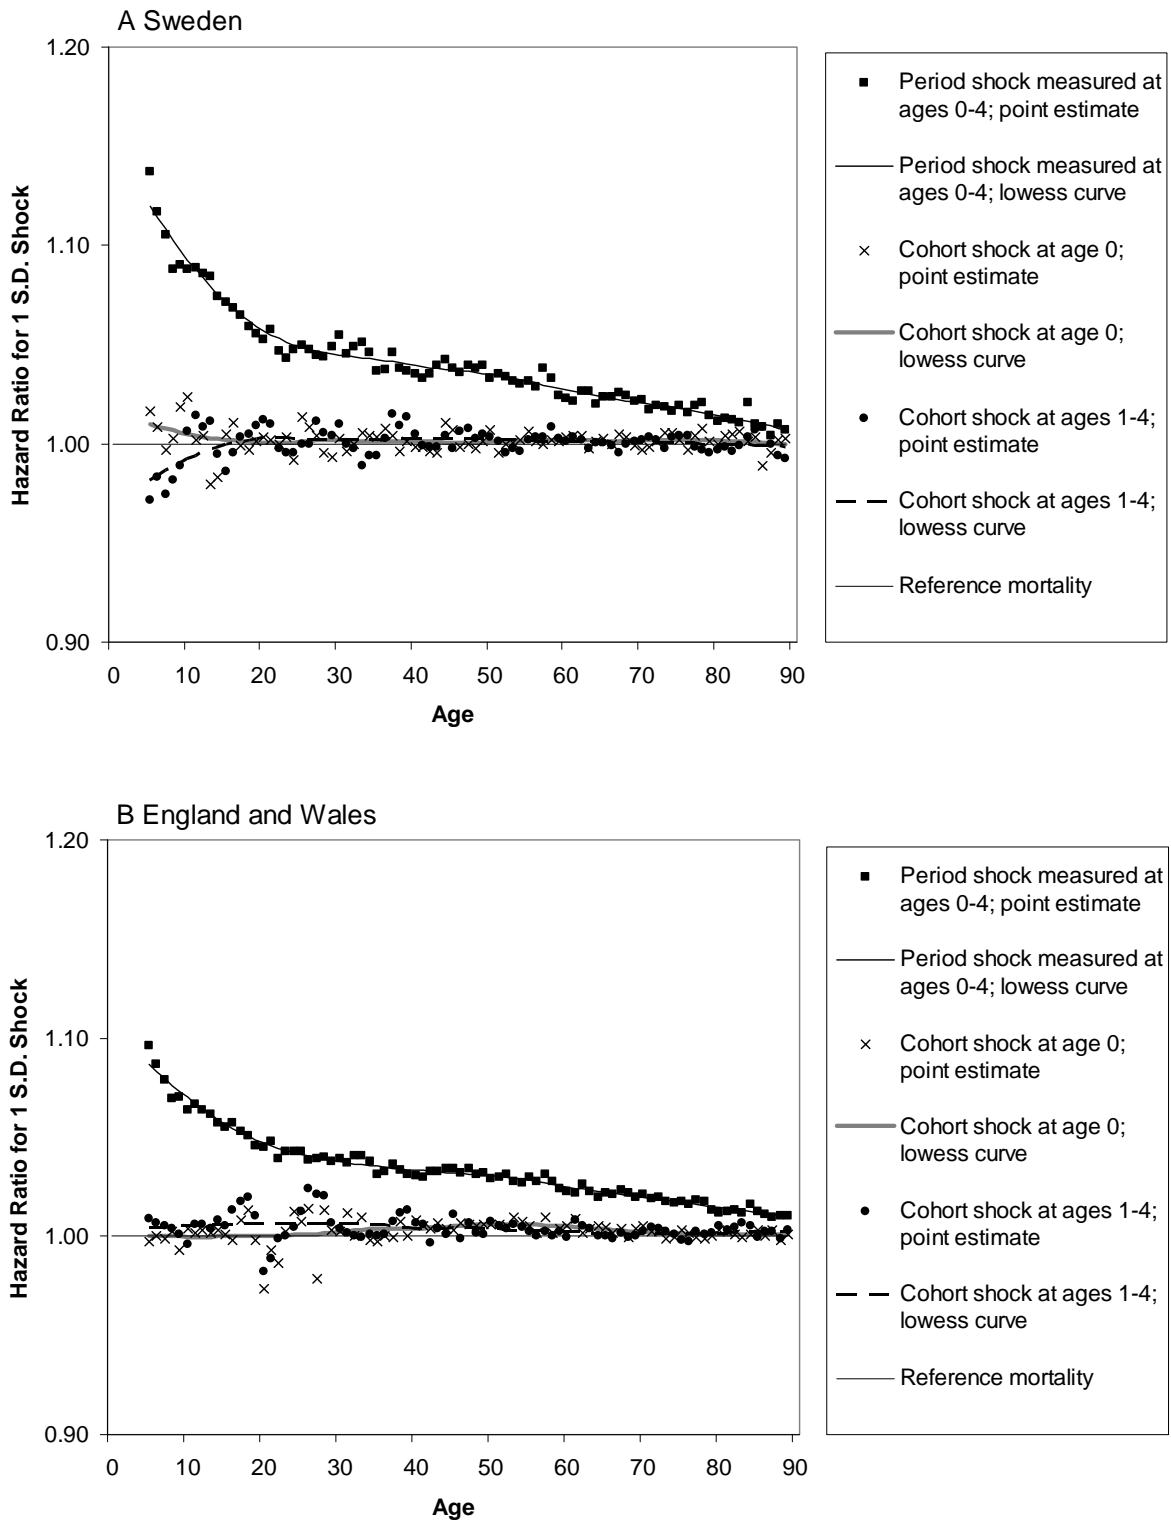 A Sweden
1.20
1.10
1.00
0.90
Hazard Ratio for 1 S.D. Shock
0 10 20 30 40 50 60 70 80 90
Age
Period shock measured at
ages 0-4; point estimate
Period shock measured at
ages 0-4; lowess curve
Cohort shock at age 0;
point estimate
Cohort shock at age 0;
lowess curve
Cohort shock at ages 1-4;
point estimate
Cohort shock at ages 1-4;
lowess curve
Reference mortality
B England and Wales
1.20
1.10
1.00
0.90
Hazard Ratio for 1 S.D. Shock
0 10 20 30 40 50 60 70 80 90
Age
Period shock measured at
ages 0-4; point estimate
Period shock measured at
ages 0-4; lowess curve
Cohort shock at age 0;
point estimate
Cohort shock at age 0;
lowess curve
Cohort shock at ages 1-4;
point estimate
Cohort shock at ages 1-4;
lowess curve
Reference mortality